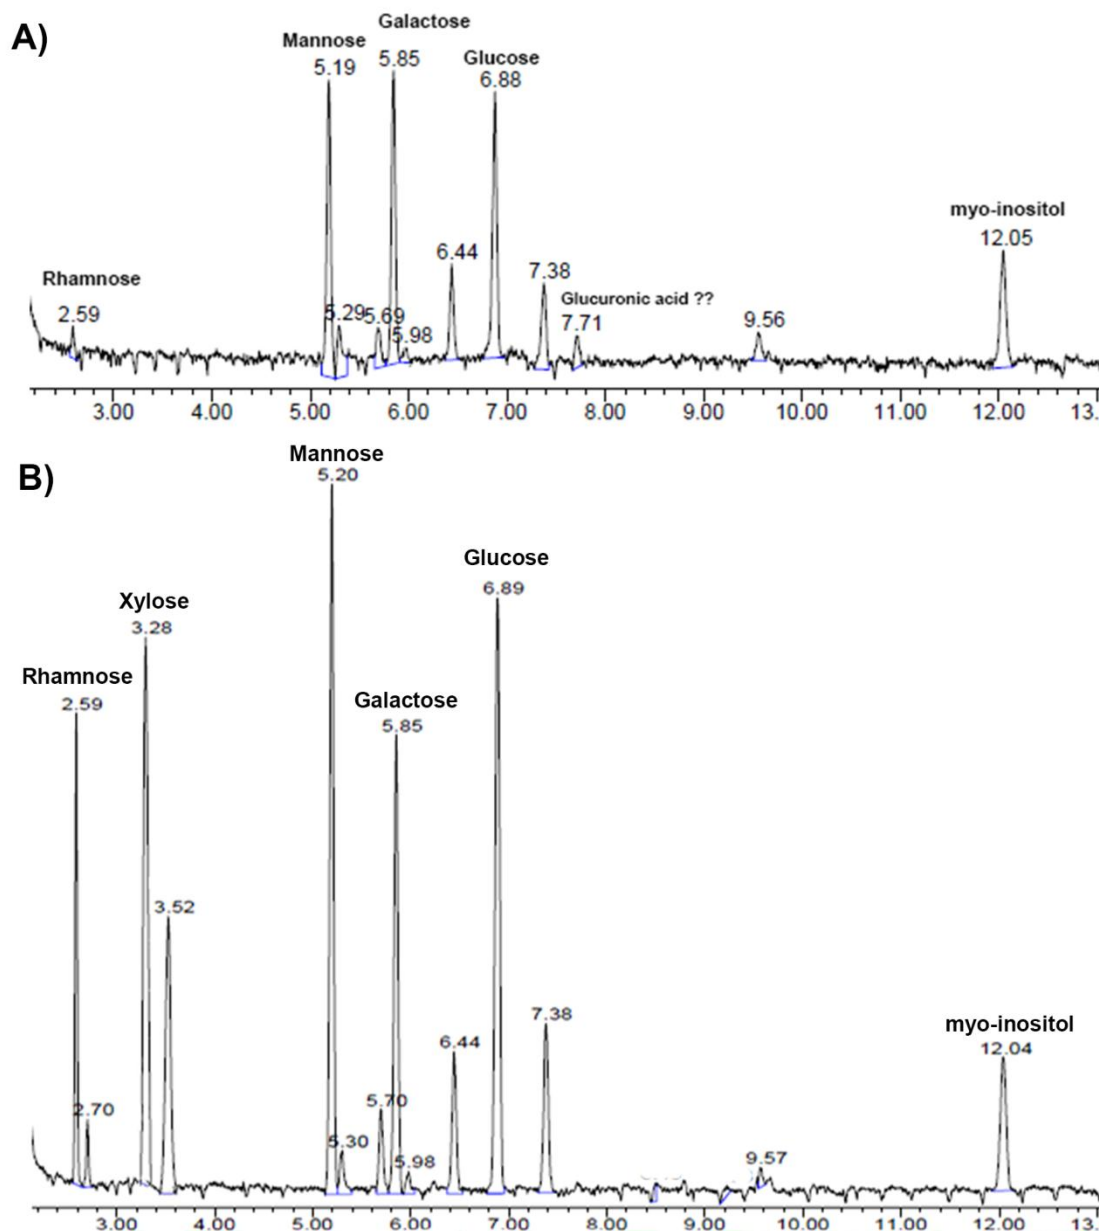 A)
Rhamnose
2.59
Mannose
5.19
5.29
5.69
Galactose
5.85
5.98
6.44
Glucose
6.88
7.38
Glucuronic acid ??
7.71
9.56
myo-inositol
12.05
3.00 4.00 5.00 6.00 7.00 8.00 9.00 10.00 11.00 12.00 13.
B)
Rhamnose
2.59
2.70
Xylose
3.28
3.52
Mannose
5.20
5.30
5.70
Galactose
5.85
5.98
6.44
Glucose
6.89
7.38
9.57
myo-inositol
12.04
3.00 4.00 5.00 6.00 7.00 8.00 9.00 10.00 11.00 12.00 13.